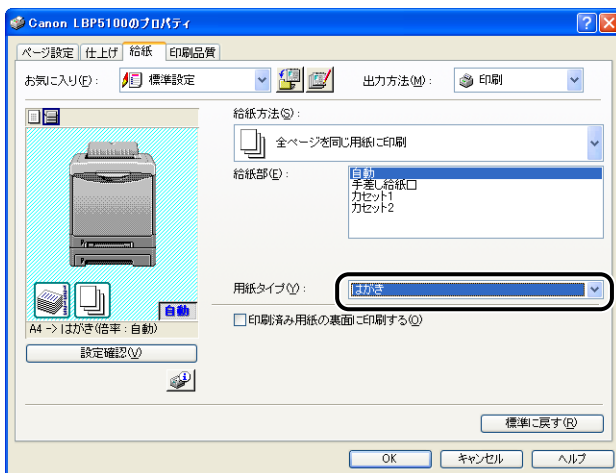 Canon LBP5100のプロパティ
ページ設定 仕上げ 給紙 印刷品質
お気に入り(F): 標準設定 出力方法(M): 印刷
給紙方法(S):
全ページを同じ用紙に印刷
給紙部(E): 自動
手差し給紙口
カセット1
カセット2
用紙タイプ(Y): はがき
自動
A4 -> はがき(倍率:自動)
印刷済み用紙の裏面に印刷する(Q)
設定確認(V)
標準に戻す(R)
OK キャンセル ヘルプ